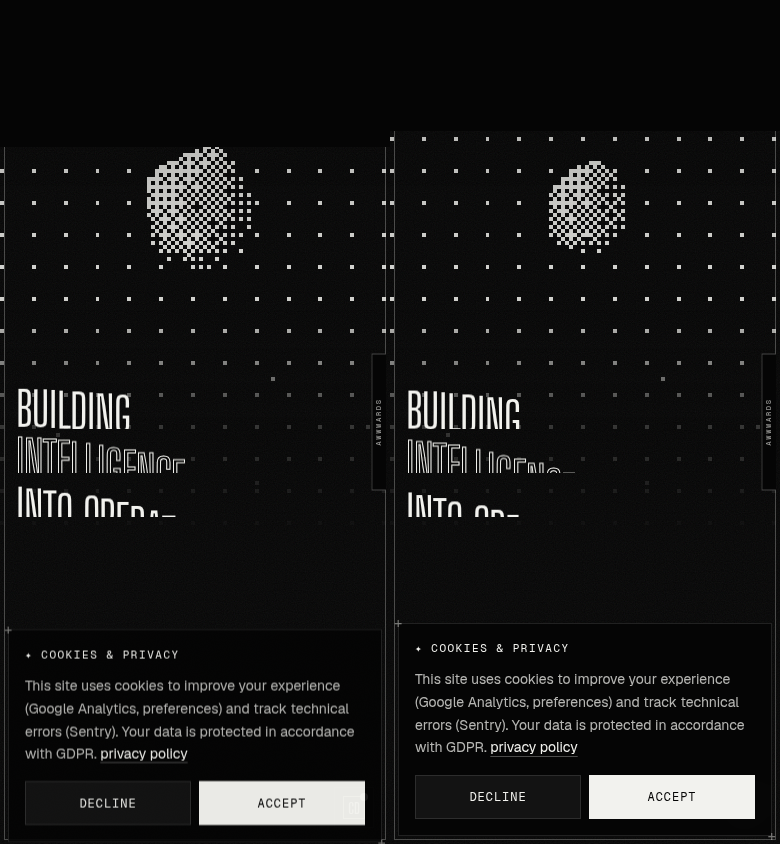 BUILDING
INTELLIGENCE
AWWWARDS
✦ COOKIES & PRIVACY
This site uses cookies to improve your experience
(Google Analytics, preferences) and track technical
errors (Sentry). Your data is protected in accordance
with GDPR. privacy policy
DECLINE
ACCEPT
BUILDING
INTELLIGENCE
AWWWARDS
✦ COOKIES & PRIVACY
This site uses cookies to improve your experience
(Google Analytics, preferences) and track technical
errors (Sentry). Your data is protected in accordance
with GDPR. privacy policy
DECLINE
ACCEPT